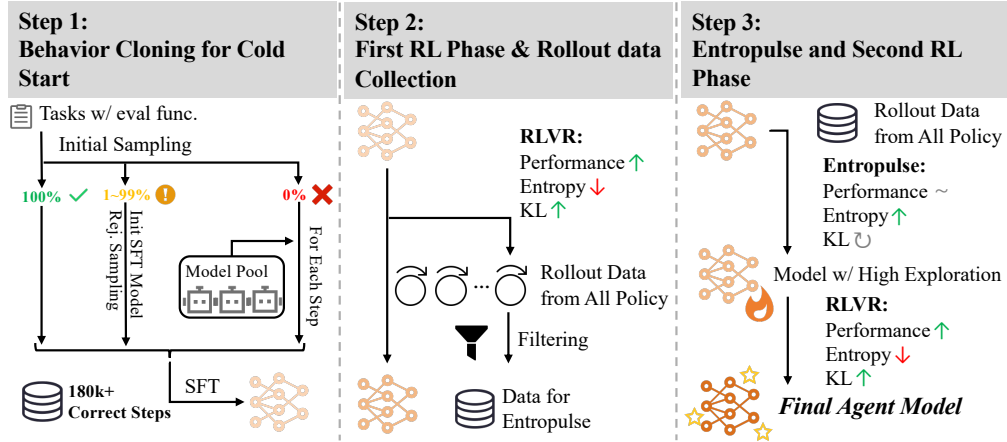 Step 1:
Behavior Cloning for Cold
Start
Tasks w/ eval func.
Initial Sampling
100%
1~99%
0%
Init SFT Model
Rej. Sampling
Model Pool
For Each Step
180k+
Correct Steps
SFT
Step 2:
First RL Phase & Rollout data
Collection
RLVR:
Performance ↑
Entropy ↓
KL ↑
...
Rollout Data
from All Policy
Filtering
Data for
Entropulse
Step 3:
Entropulse and Second RL
Phase
Rollout Data
from All Policy
Entropulse:
Performance ~
Entropy ↑
KL ↻
Model w/ High Exploration
RLVR:
Performance ↑
Entropy ↓
KL ↑
Final Agent Model